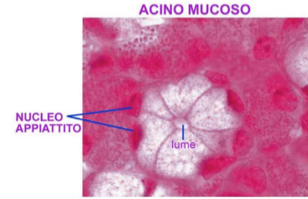 ACINO MUCOSO
NUCLEO
APPIATTITO
lume